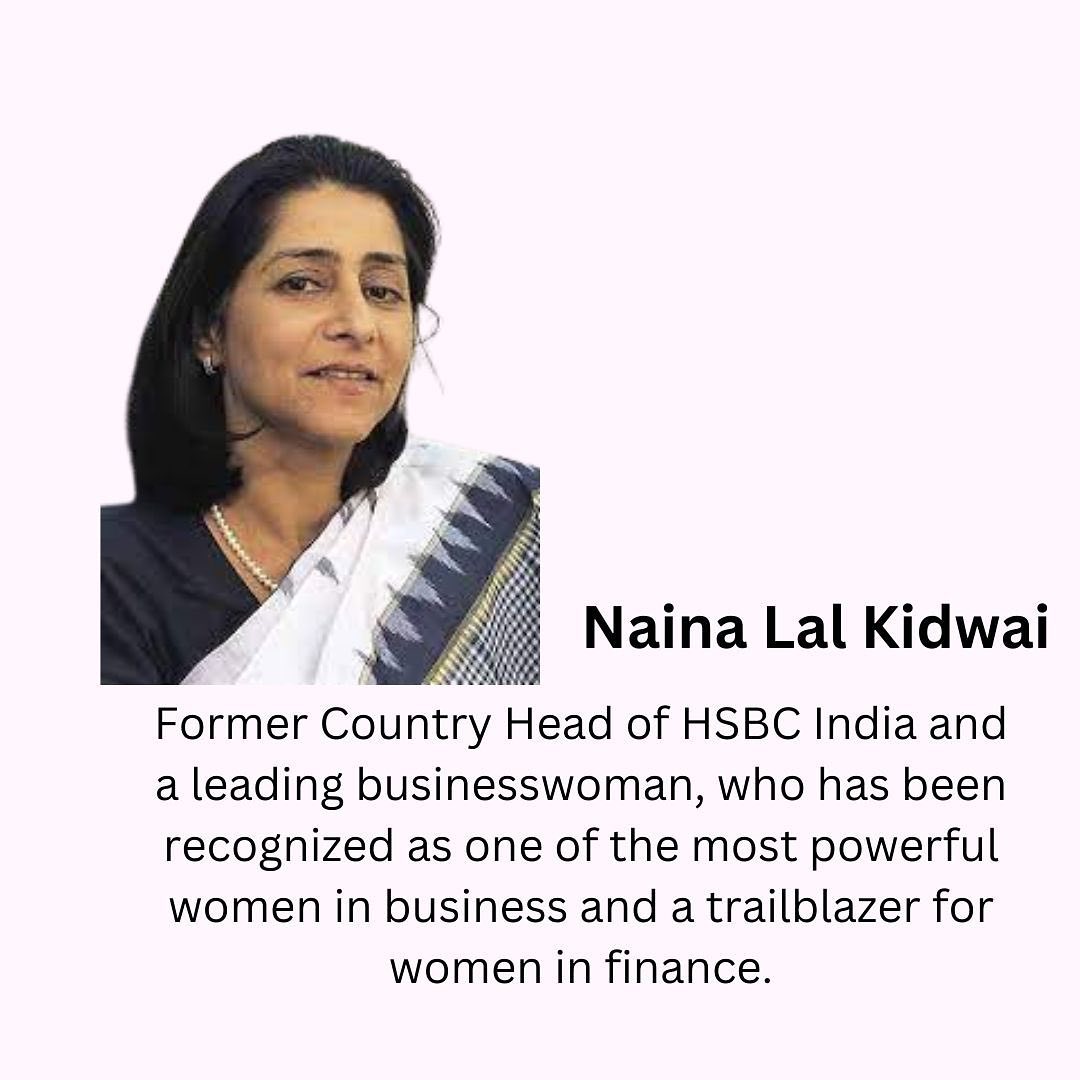 Naina Lal Kidwai
Former Country Head of HSBC India and
a leading businesswoman, who has been
recognized as one of the most powerful
women in business and a trailblazer for
women in finance.